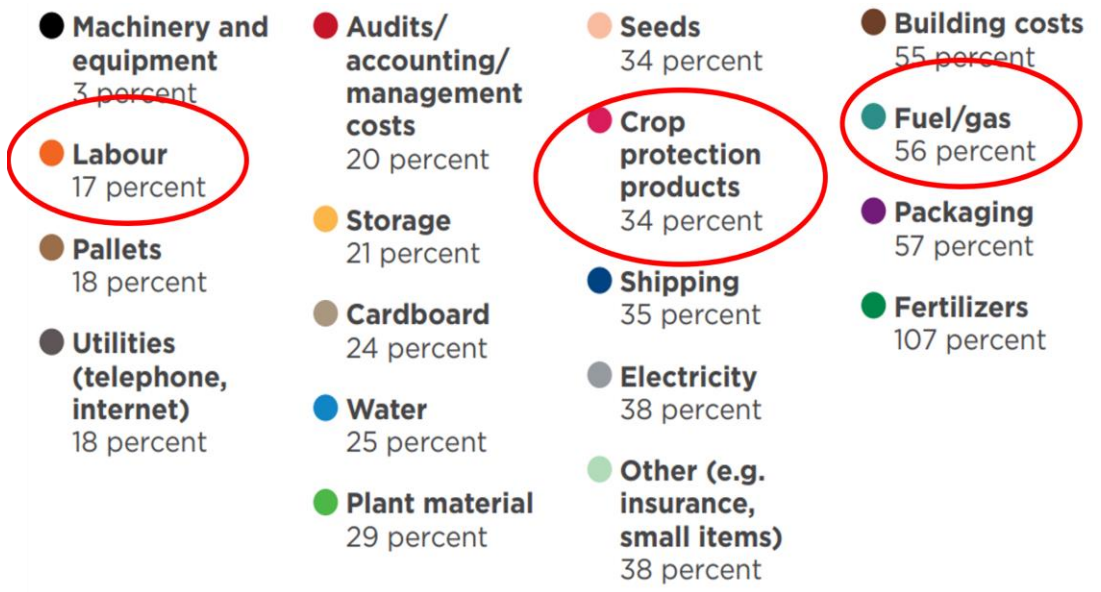 Machinery and
equipment
3 percent
Labour
17 percent
Pallets
18 percent
Utilities
(telephone,
internet)
18 percent
Audits/
accounting/
management
costs
20 percent
Storage
21 percent
Cardboard
24 percent
Water
25 percent
Plant material
29 percent
Seeds
34 percent
Crop
protection
products
34 percent
Shipping
35 percent
Electricity
38 percent
Other (e.g.
insurance,
small items)
38 percent
Building costs
55 percent
Fuel/gas
56 percent
Packaging
57 percent
Fertilizers
107 percent